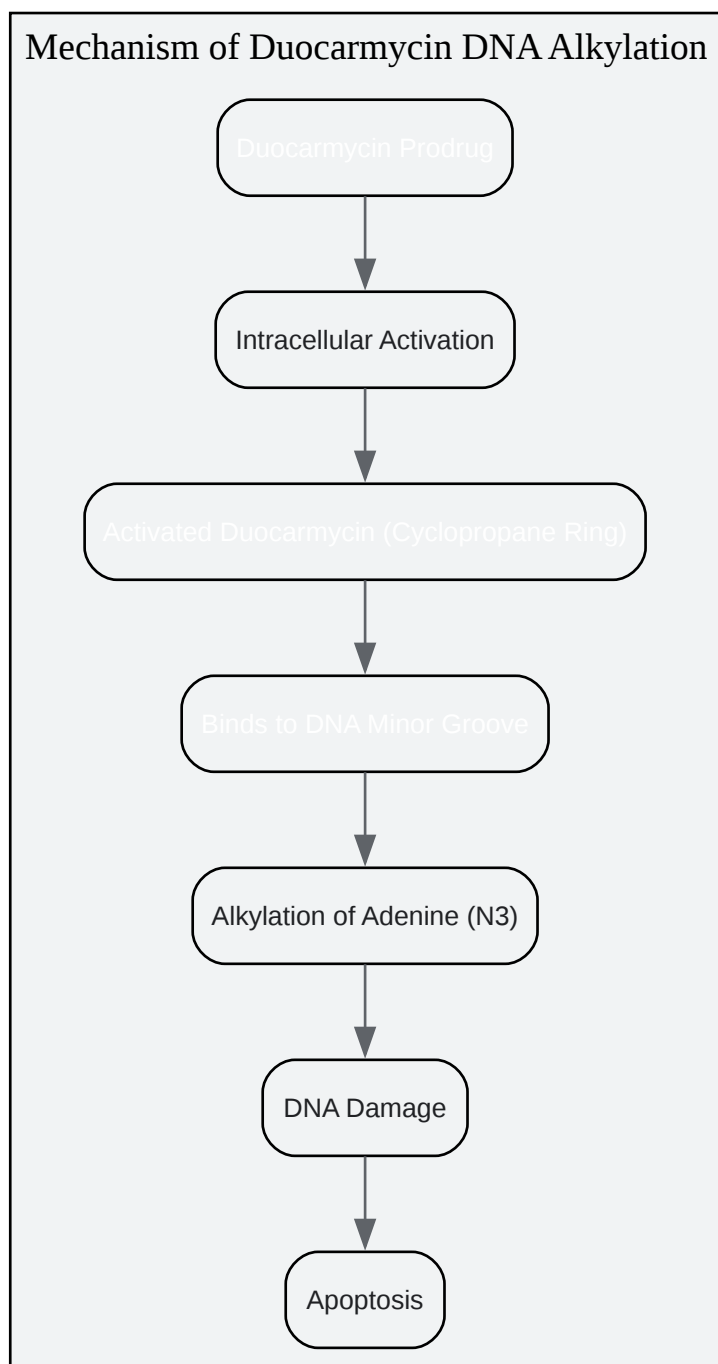 Mechanism of Duocarmycin DNA Alkylation
Duocarmycin Prodrug
Intracellular Activation
Activated Duocarmycin (Cyclopropane Ring)
Binds to DNA Minor Groove
Alkylation of Adenine (N3)
DNA Damage
Apoptosis